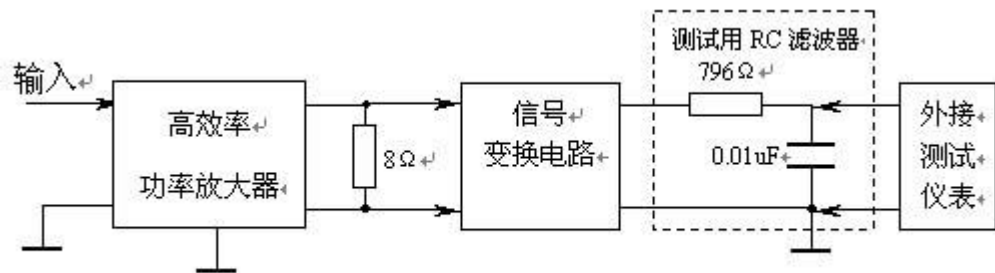 输入↵
高效率↵
功率放大器↵
8Ω↵
信号↵
变换电路↵
测试用 RC 滤波器↵
796Ω↵
0.01uF↵
外接↵
测试↵
仪表↵